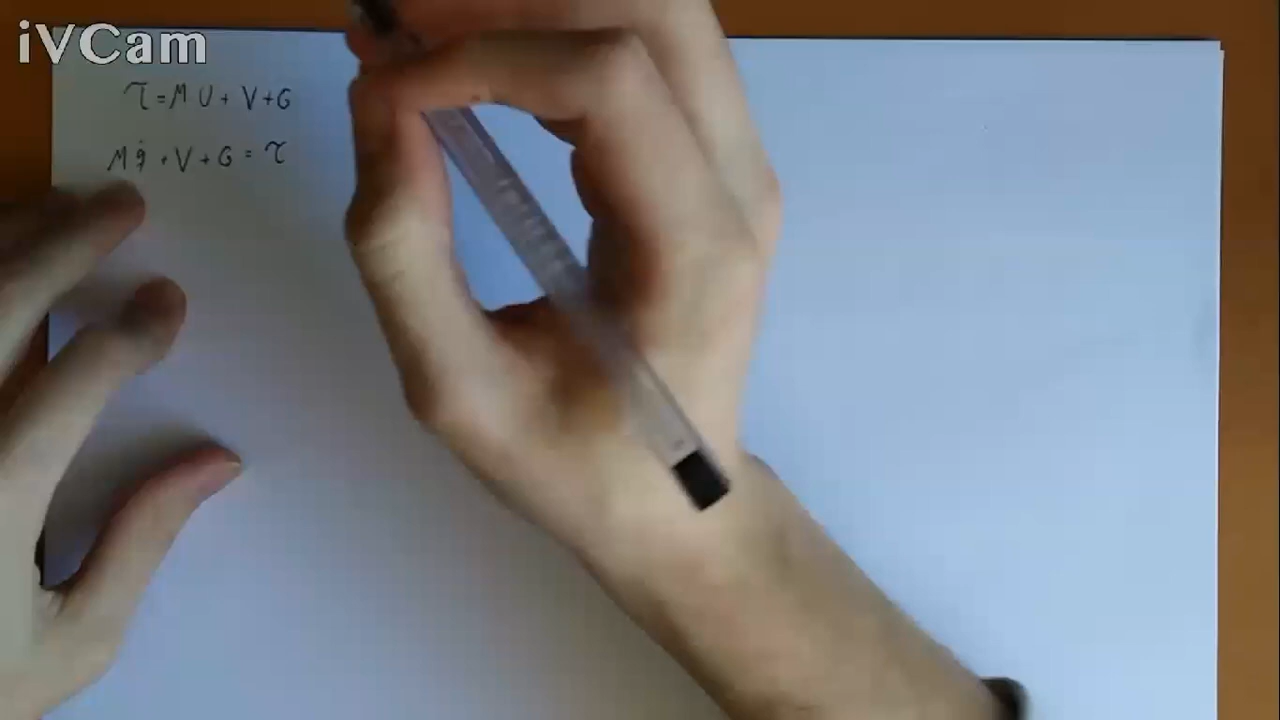 iVCam
τ = M U + V + G
M q̈ + V + G = τ